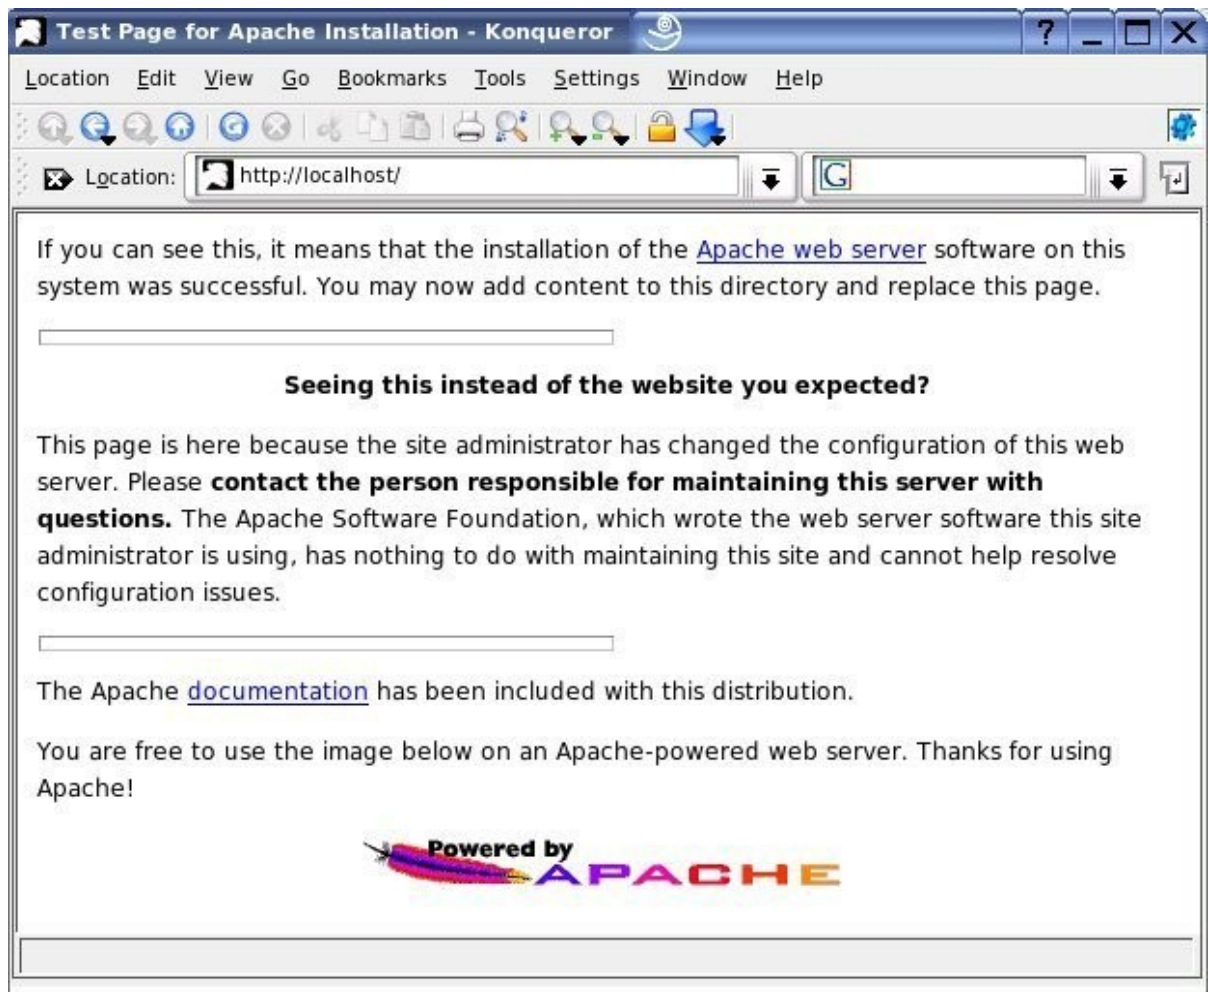 Test Page for Apache Installation - Konqueror
?
Location Edit View Go Bookmarks Tools Settings Window Help
Location: http://localhost/ G
If you can see this, it means that the installation of the Apache web server software on this
system was successful. You may now add content to this directory and replace this page.
Seeing this instead of the website you expected?
This page is here because the site administrator has changed the configuration of this web
server. Please contact the person responsible for maintaining this server with
questions. The Apache Software Foundation, which wrote the web server software this site
administrator is using, has nothing to do with maintaining this site and cannot help resolve
configuration issues.
The Apache documentation has been included with this distribution.
You are free to use the image below on an Apache-powered web server. Thanks for using
Apache!
Powered by
APACHE